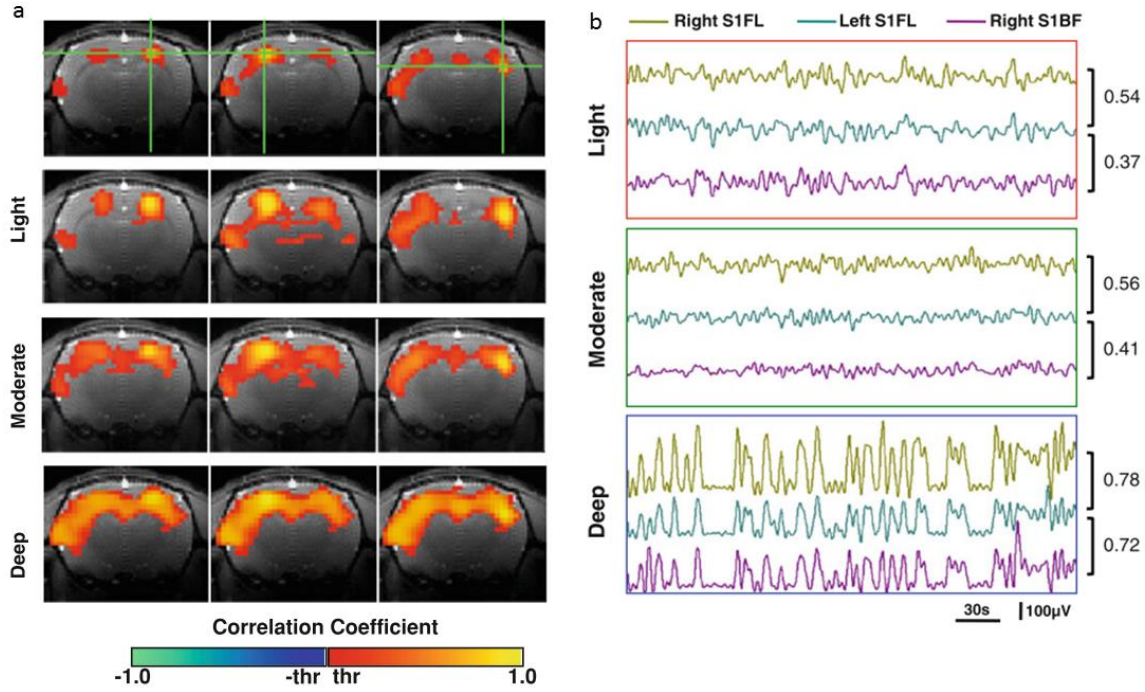 a
Light
Moderate
Deep
Correlation Coefficient
-1.0 -thr thr 1.0
b Right S1FL Left S1FL Right S1BF
Light
0.54
0.37
Moderate
0.56
0.41
Deep
0.78
0.72
30s 100μV